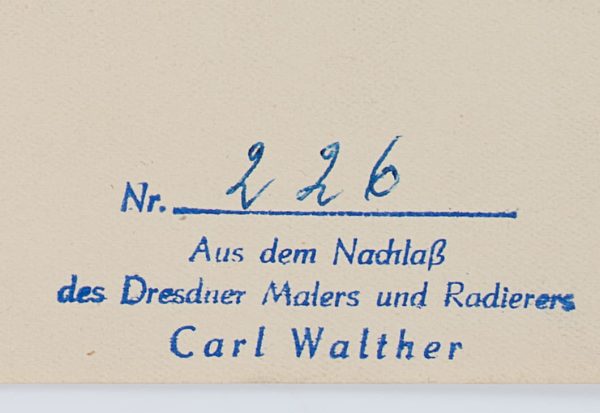 Nr. 226
Aus dem Nachlaß
des Dresdner Malers und Radierers
Carl Walther